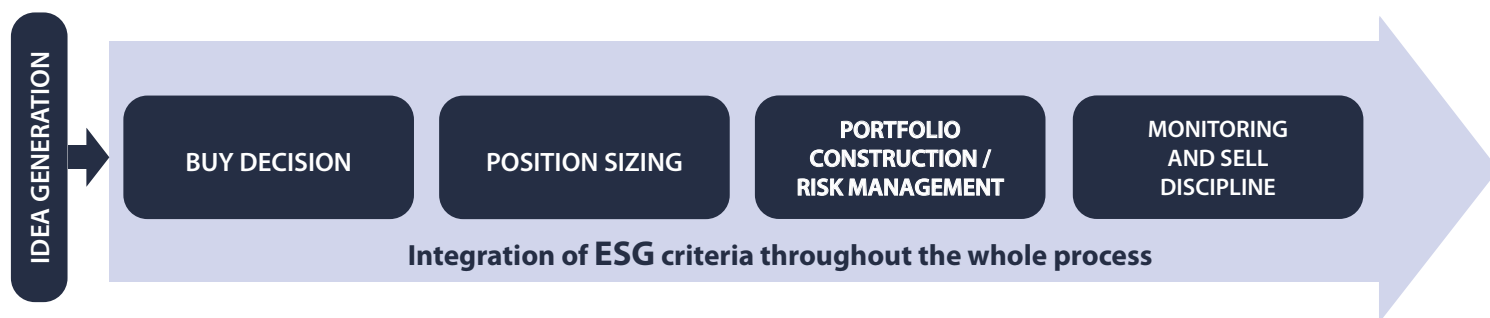 IDEA GENERATION
BUY DECISION
POSITION SIZING
PORTFOLIO
CONSTRUCTION /
RISK MANAGEMENT
MONITORING
AND SELL
DISCIPLINE
Integration of ESG criteria throughout the whole process